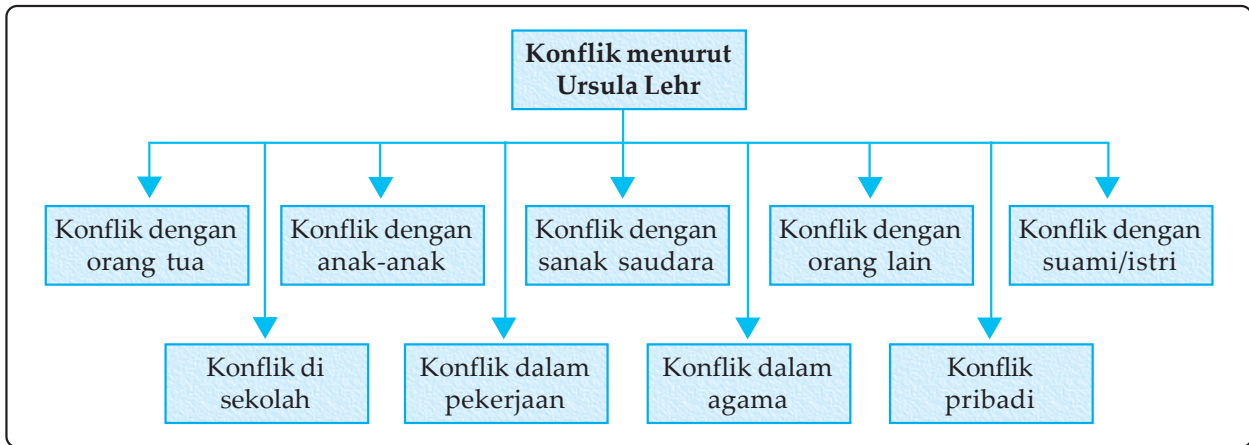 Konflik menurut
Ursula Lehr
Konflik dengan
orang tua
Konflik dengan
anak-anak
Konflik dengan
sanak saudara
Konflik dengan
orang lain
Konflik dengan
suami/istri
Konflik di
sekolah
Konflik dalam
pekerjaan
Konflik dalam
agama
Konflik
pribadi